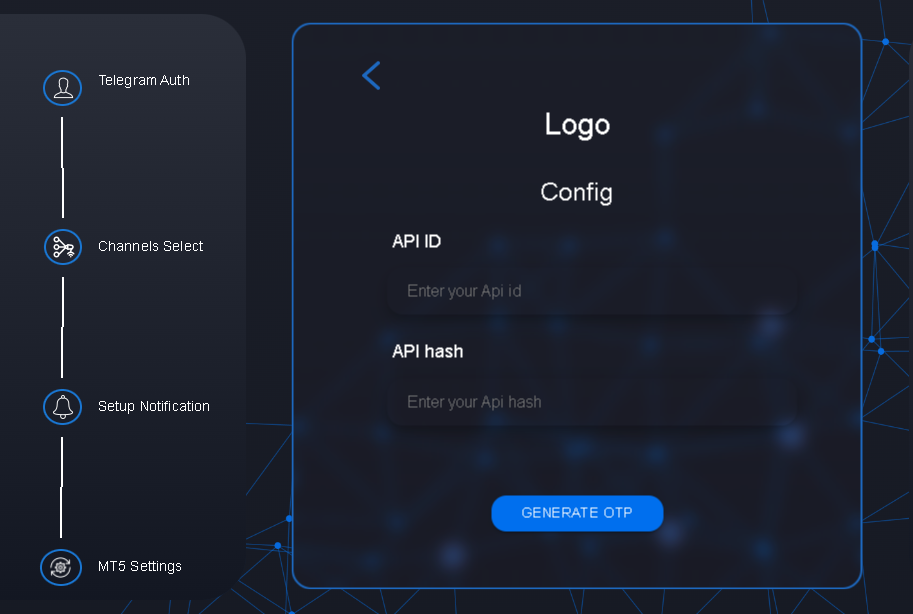 Telegram Auth
Channels Select
Setup Notification
MT5 Settings
Logo
Config
API ID
Enter your Api id
API hash
Enter your Api hash
GENERATE OTP